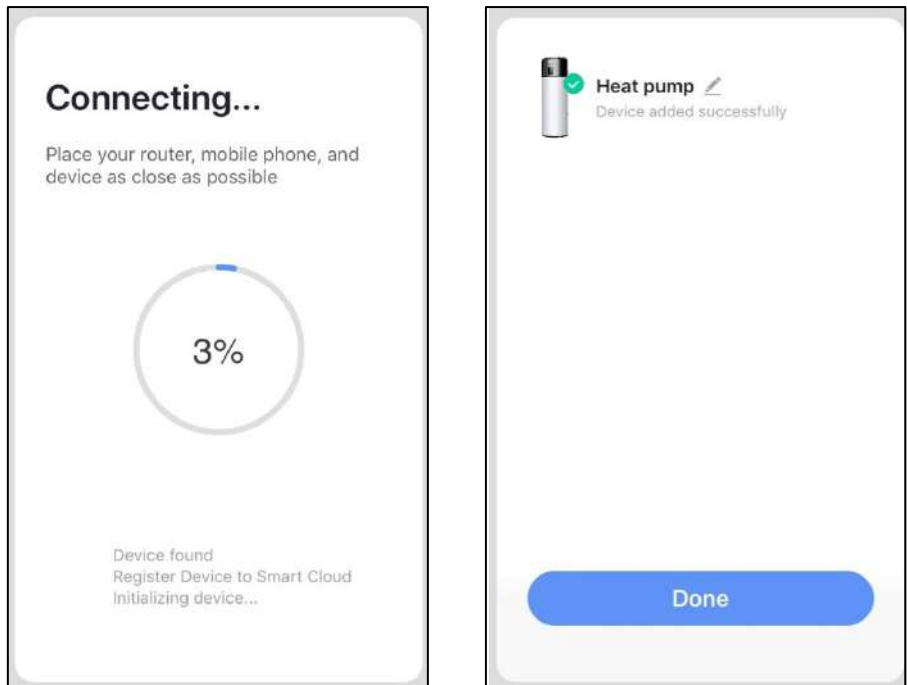 Connecting...
Place your router, mobile phone, and
device as close as possible
3%
Device found
Register Device to Smart Cloud
Initializing device...
Heat pump
Device added successfully
Done